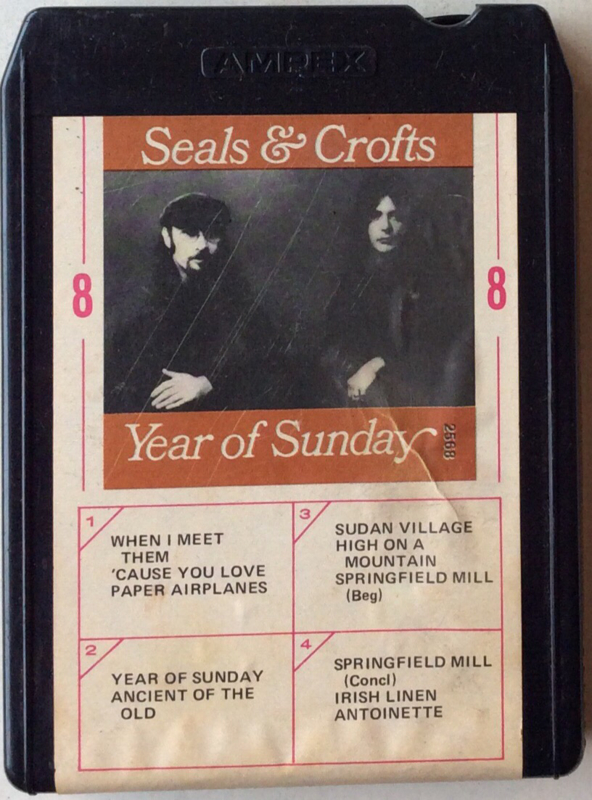 AMPEX
Seals & Crofts
8
8
Year of Sunday
2568
1
WHEN I MEET
THEM
'CAUSE YOU LOVE
PAPER AIRPLANES
2
YEAR OF SUNDAY
ANCIENT OF THE
OLD
3
SUDAN VILLAGE
HIGH ON A
MOUNTAIN
SPRINGFIELD MILL
(Beg)
4
SPRINGFIELD MILL
(Concl)
IRISH LINEN
ANTOINETTE